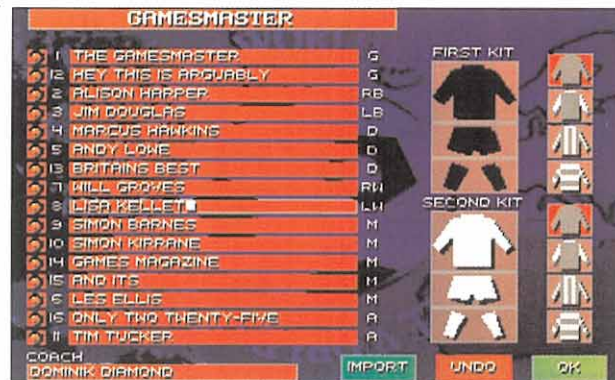 GAMESMASTER
1 THE GAMESMASTER G
12 HEY THIS IS ARGUABLY G
2 ALISON HARPER RB
3 JIM DOUGLAS LB
4 MARCUS HAWKINS D
5 ANDY LOWE D
13 BRITAINS BEST D
7 WILL GROVES RW
8 LISA KELLET LW
9 SIMON BARNES M
10 SIMON KIRRANE M
14 GAMES MAGAZINE M
15 AND ITS M
6 LES ELLIS M
16 ONLY TWO TWENTY-FIVE A
11 TIM TUCKER A
FIRST KIT
SECOND KIT
COACH
DOMINIK DIAMOND
IMPORT UNDO OK